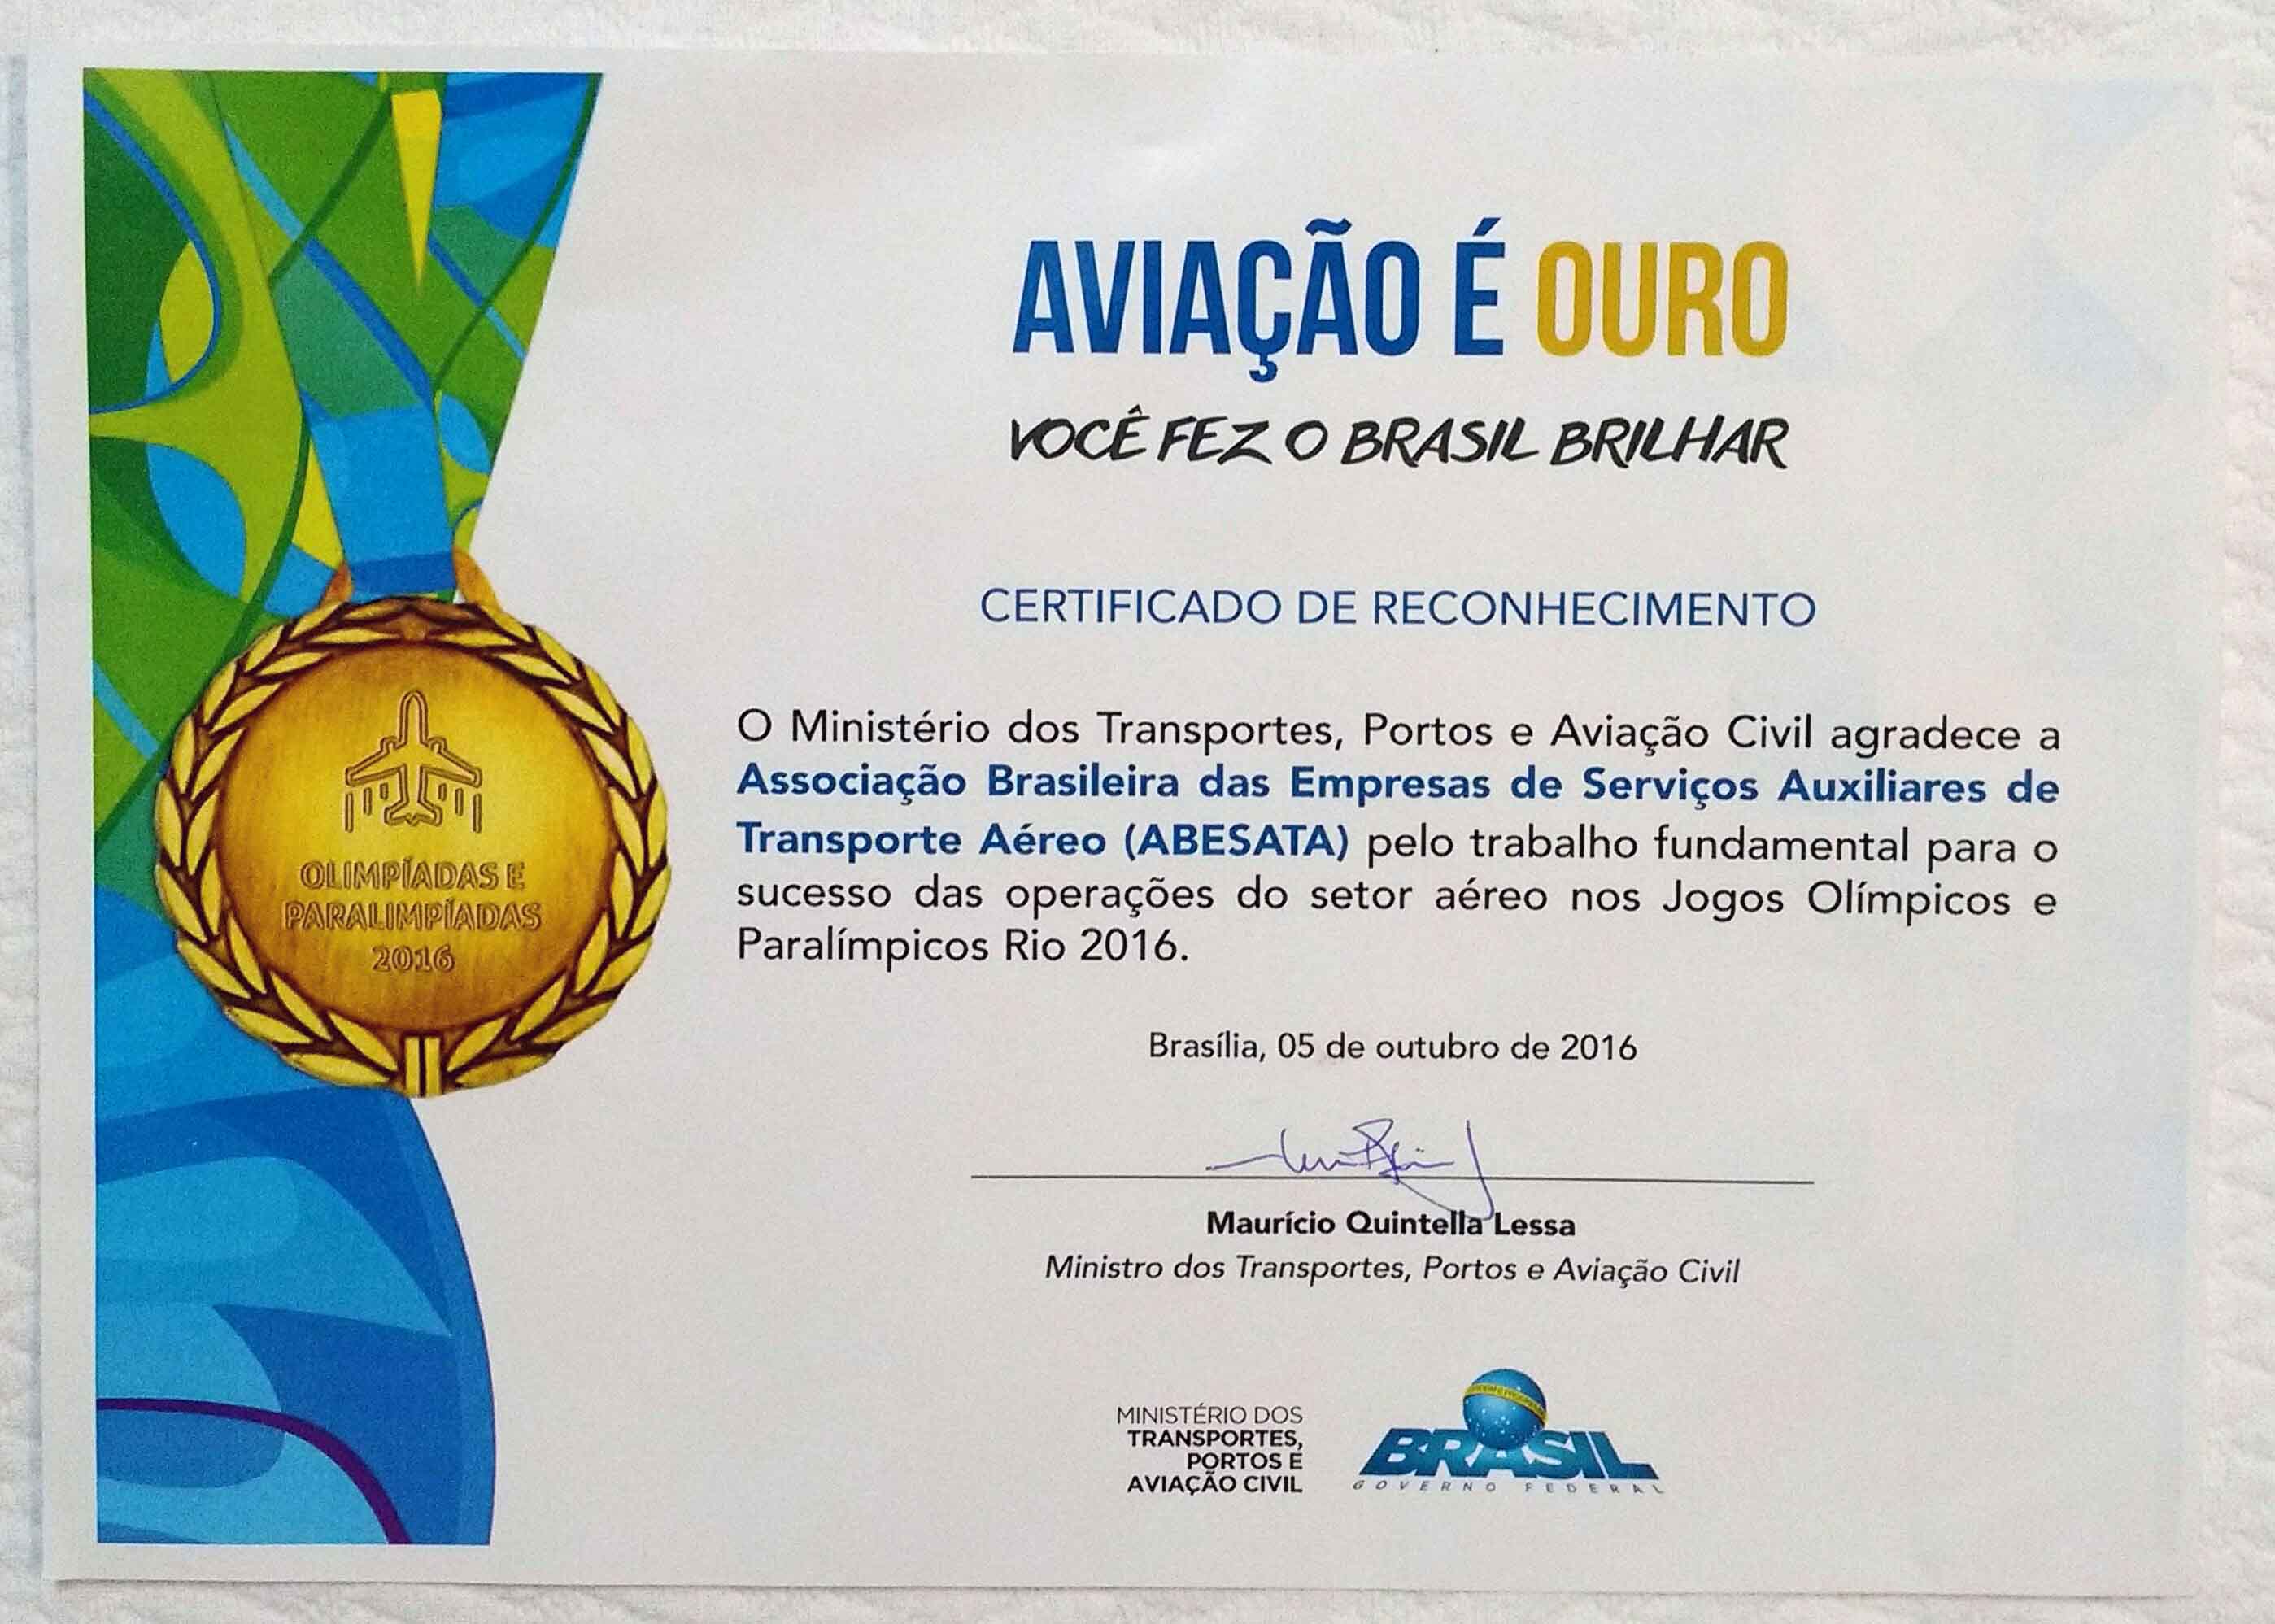 AVIAÇÃO É OURO
VOCÊ FEZ O BRASIL BRILHAR
CERTIFICADO DE RECONHECIMENTO
O Ministério dos Transportes, Portos e Aviação Civil agradece a
Associação Brasileira das Empresas de Serviços Auxiliares de
Transporte Aéreo (ABESATA) pelo trabalho fundamental para o
sucesso das operações do setor aéreo nos Jogos Olímpicos e
Paralímpicos Rio 2016.
OLIMPÍADAS E
PARALIMPÍADAS
2016
Brasília, 05 de outubro de 2016
Maurício Quintella Lessa
Ministro dos Transportes, Portos e Aviação Civil
MINISTÉRIO DOS
TRANSPORTES,
PORTOS E
AVIAÇÃO CIVIL
BRASIL
GOVERNO FEDERAL